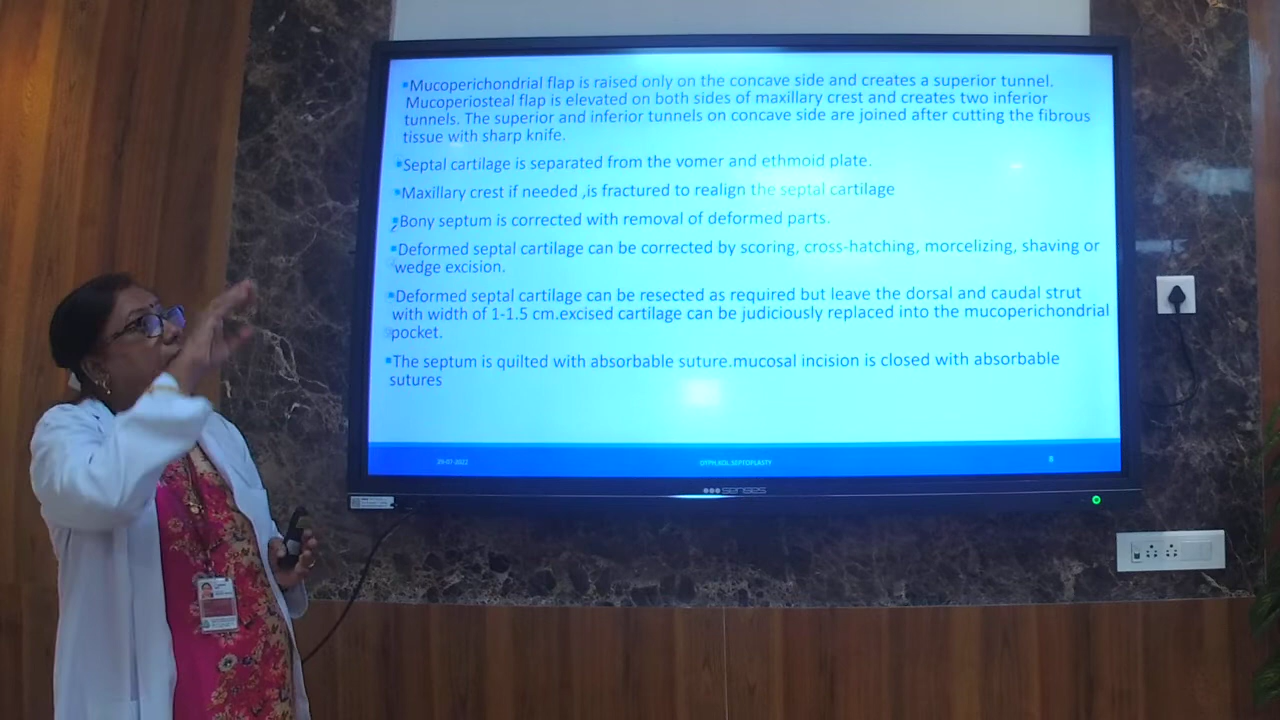 ▪Mucoperichondrial flap is raised only on the concave side and creates a superior tunnel.
Mucoperiosteal flap is elevated on both sides of maxillary crest and creates two inferior
tunnels. The superior and inferior tunnels on concave side are joined after cutting the fibrous
tissue with sharp knife.
▪Septal cartilage is separated from the vomer and ethmoid plate.
▪Maxillary crest if needed ,is fractured to realign the septal cartilage
▪Bony septum is corrected with removal of deformed parts.
▪Deformed septal cartilage can be corrected by scoring, cross-hatching, morcelizing, shaving or
wedge excision.
▪Deformed septal cartilage can be resected as required but leave the dorsal and caudal strut
with width of 1-1.5 cm.excised cartilage can be judiciously replaced into the mucoperichondrial
pocket.
▪The septum is quilted with absorbable suture.mucosal incision is closed with absorbable
sutures
29-07-2022
SEPTOPLASTY
8
senses